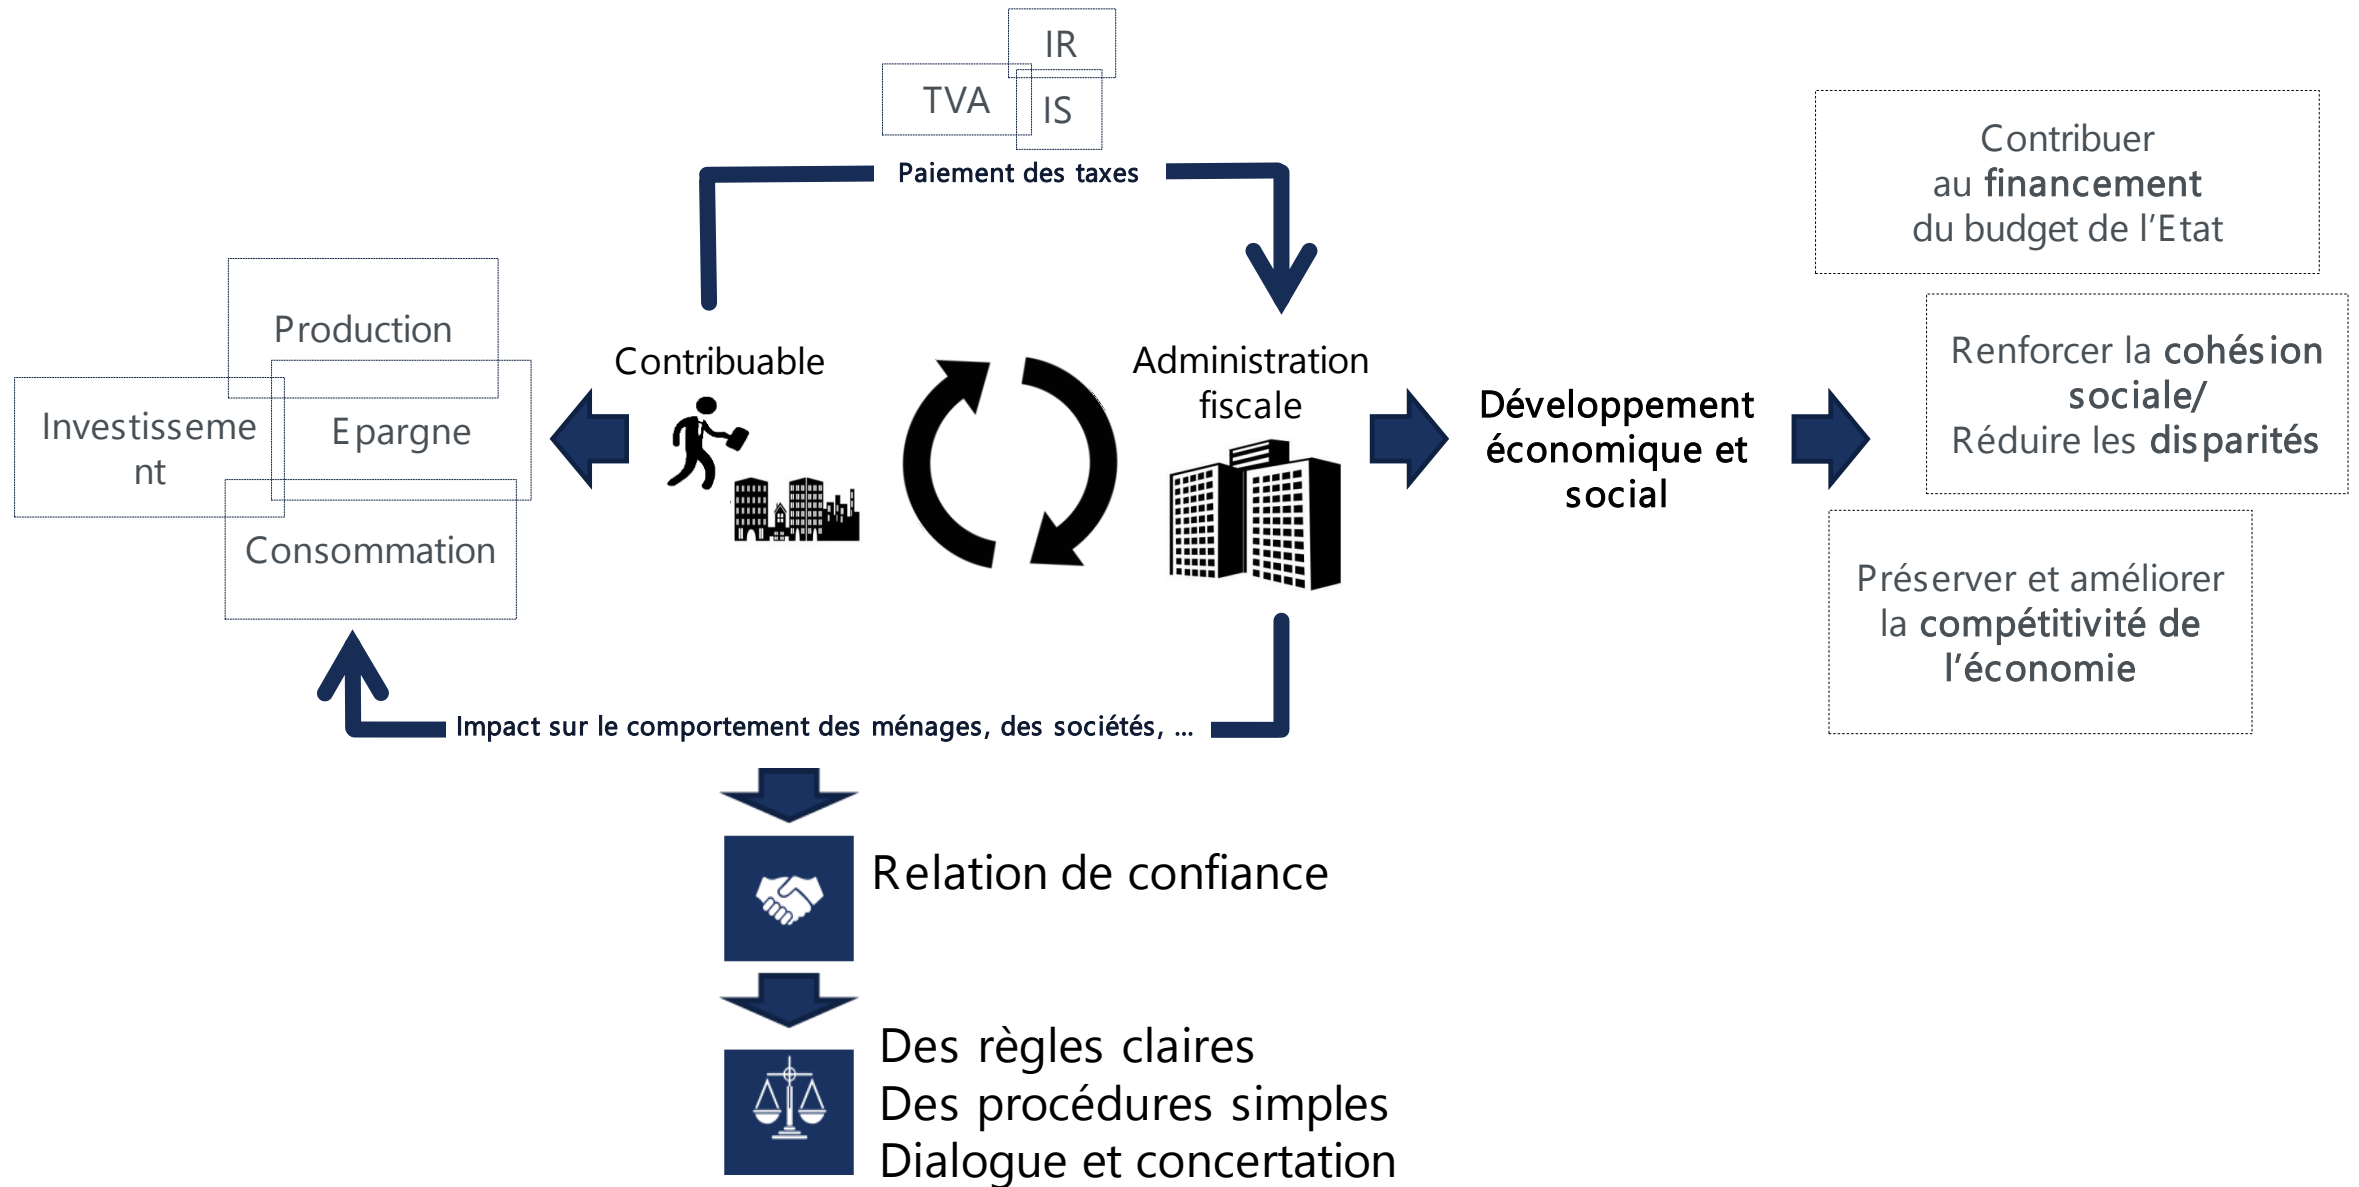 IR
TVA
IS
Paiement des taxes
Contribuer
au financement
du budget de l’Etat
Production
Investisseme
nt
Epargne
Consommation
Contribuable
Administration
fiscale
Développement
économique et
social
Renforcer la cohésion
sociale/
Réduire les disparités
Préserver et améliorer
la compétitivité de
l’économie
Impact sur le comportement des ménages, des sociétés, ...
Relation de confiance
Des règles claires
Des procédures simples
Dialogue et concertation